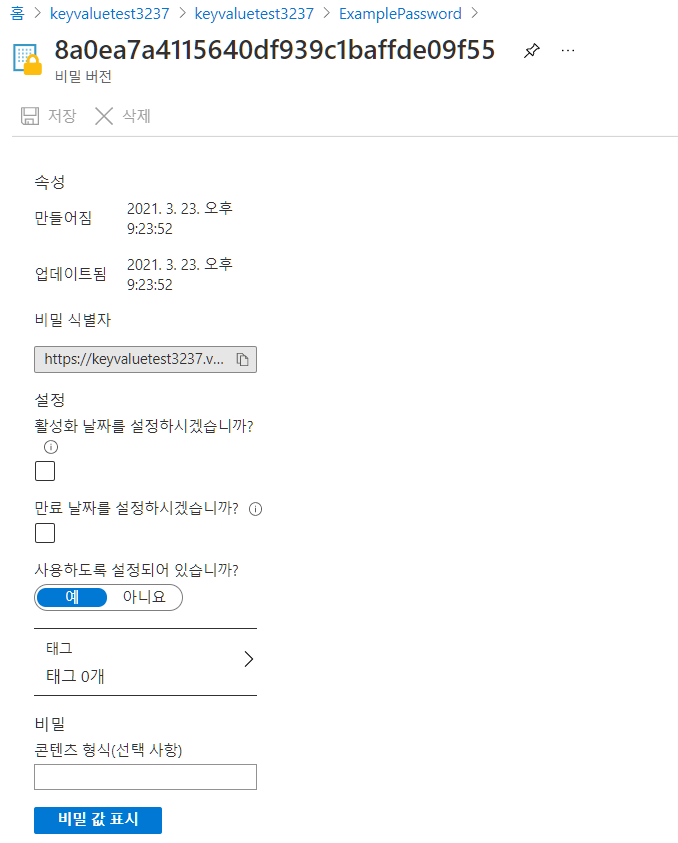 홈 > keyvaluetest3237 > keyvaluetest3237 > ExamplePassword >
8a0ea7a4115640df939c1baffde09f55 ...
비밀 버전
저장 삭제
속성
만들어짐 2021. 3. 23. 오후
9:23:52
업데이트됨 2021. 3. 23. 오후
9:23:52
비밀 식별자
https://keyvaluetest3237.v...
설정
활성화 날짜를 설정하시겠습니까?
만료 날짜를 설정하시겠습니까?
사용하도록 설정되어 있습니까?
예 아니요
태그
태그 0개
비밀
콘텐츠 형식(선택 사항)
비밀 값 표시